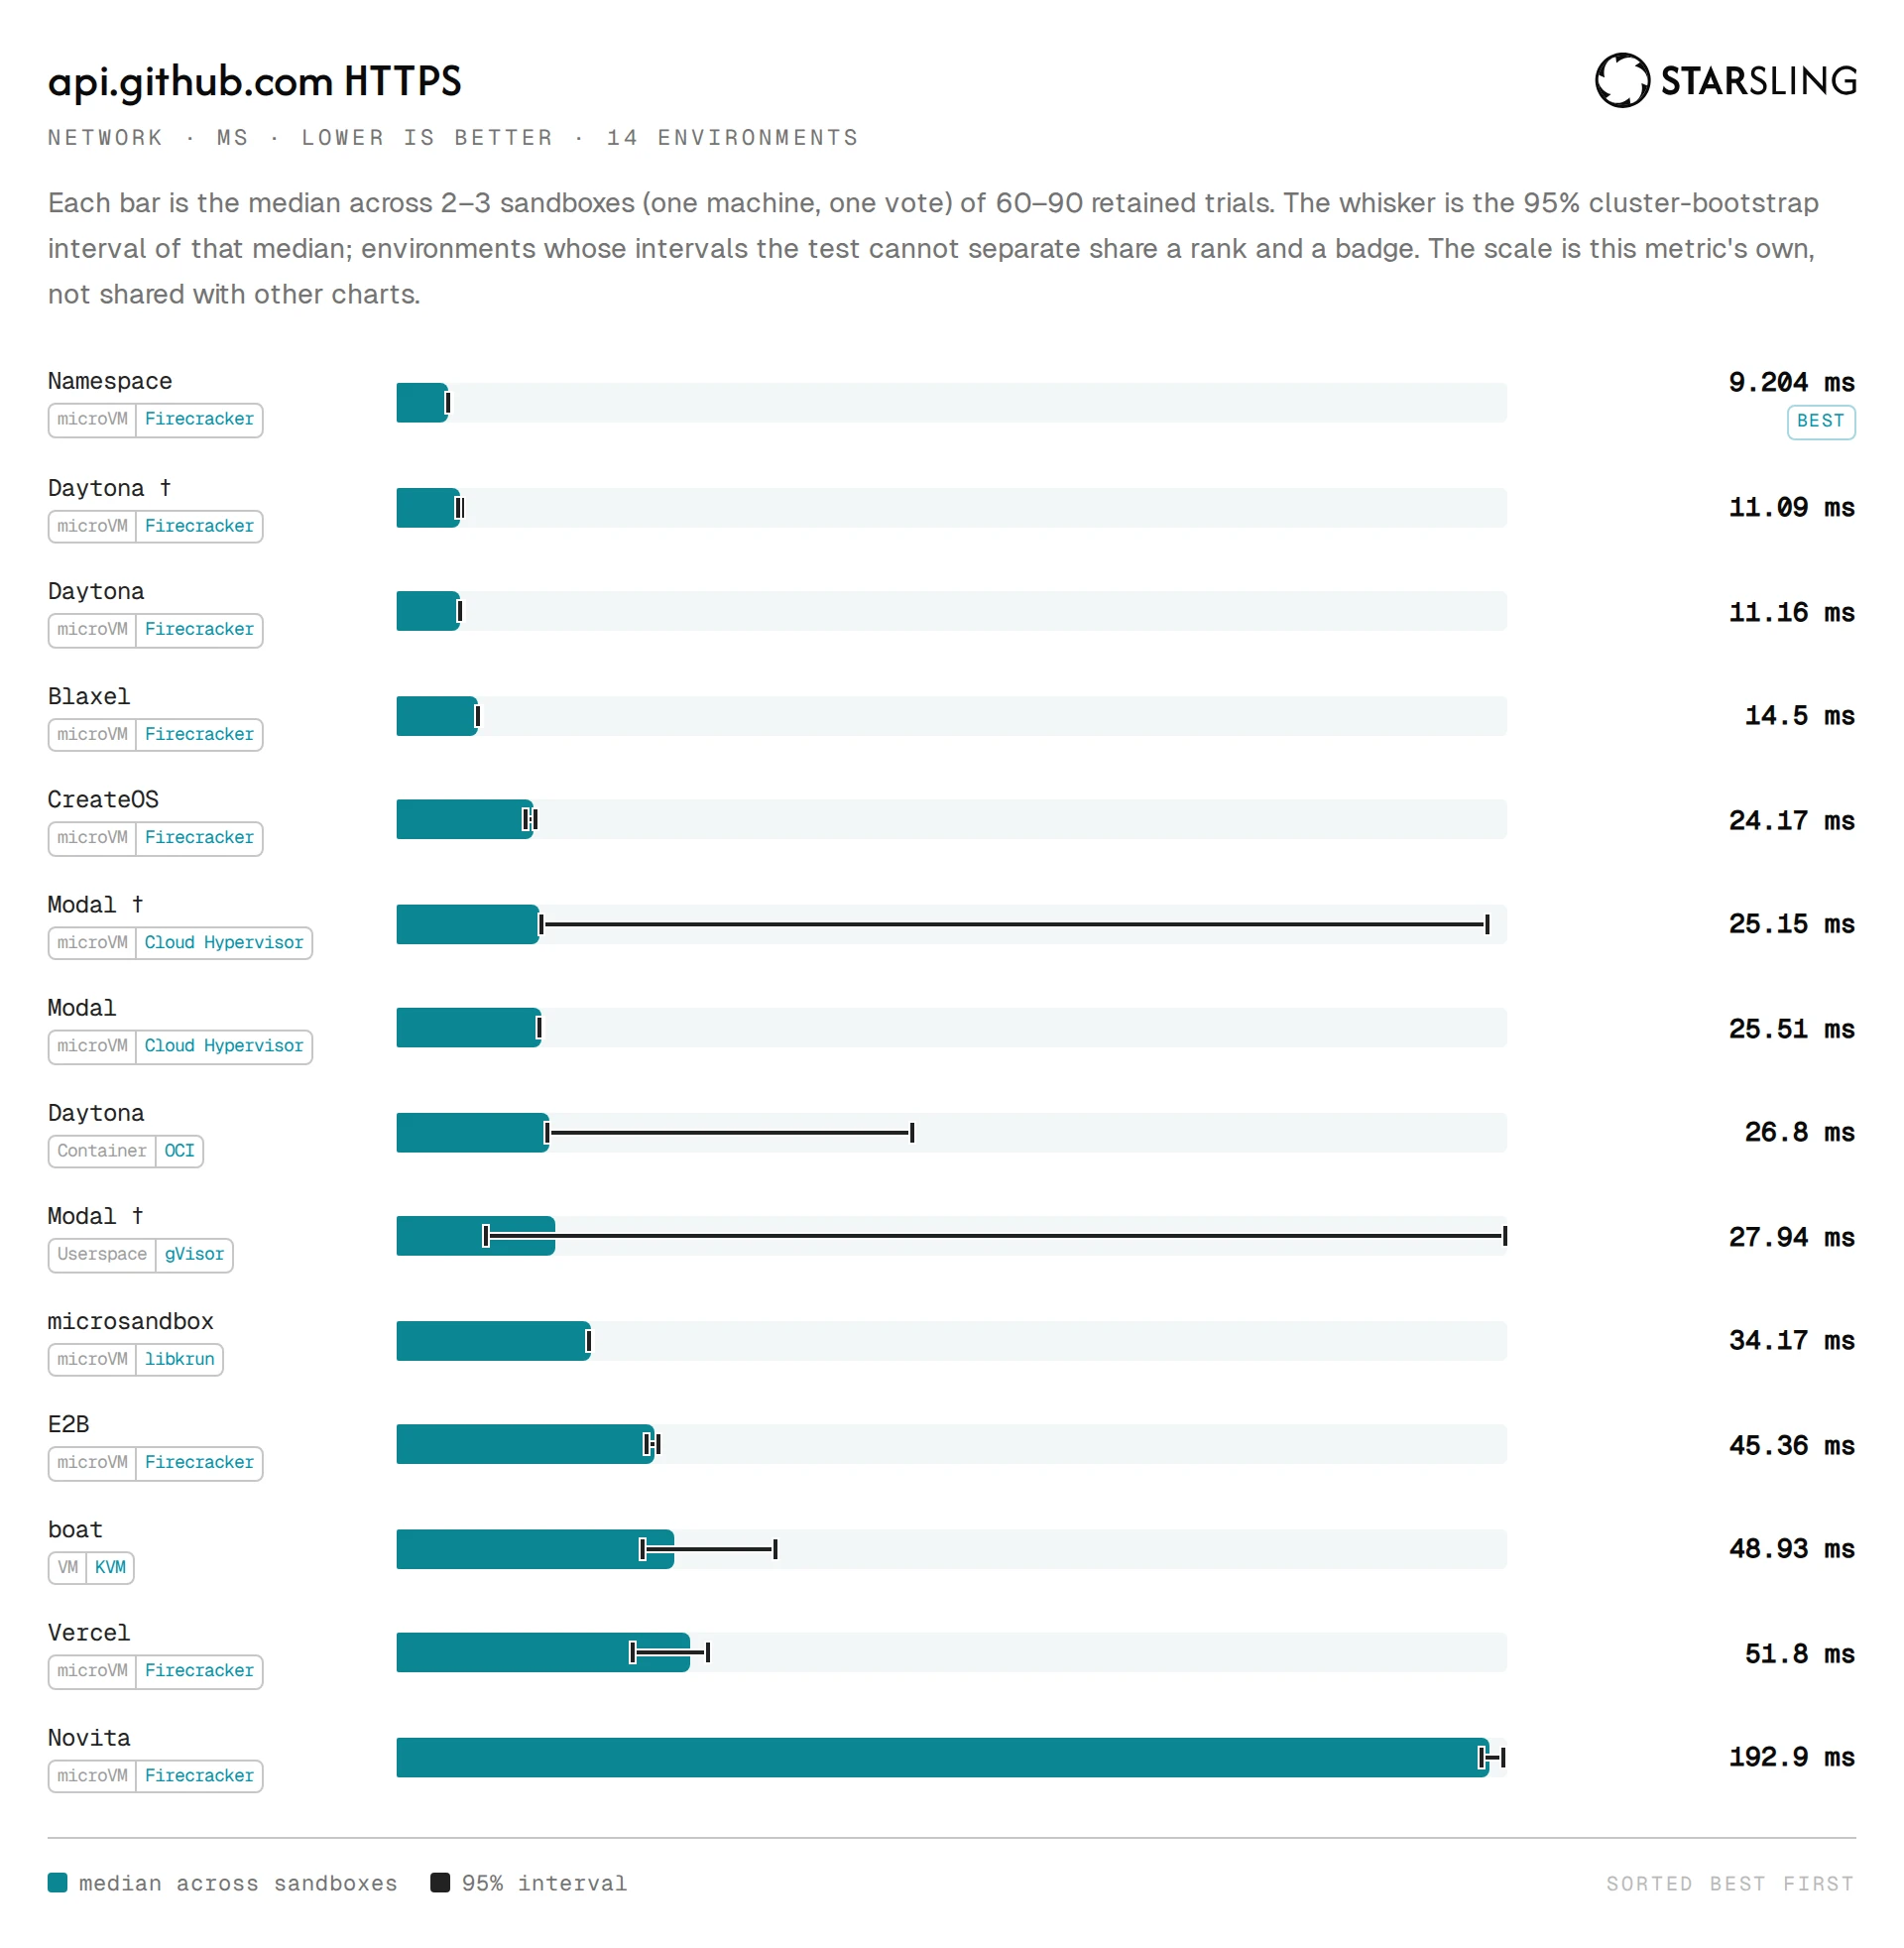 api.github.com HTTPS
STARSLING
NETWORK · MS · LOWER IS BETTER · 14 ENVIRONMENTS
Each bar is the median across 2–3 sandboxes (one machine, one vote) of 60–90 retained trials. The whisker is the 95% cluster-bootstrap
interval of that median; environments whose intervals the test cannot separate share a rank and a badge. The scale is this metric's own,
not shared with other charts.
Namespace
9.204 ms
microVM Firecracker
BEST
Daytona †
11.09 ms
microVM Firecracker
Daytona
11.16 ms
microVM Firecracker
Blaxel
14.5 ms
microVM Firecracker
CreateOS
24.17 ms
microVM Firecracker
Modal †
25.15 ms
microVM Cloud Hypervisor
Modal
25.51 ms
microVM Cloud Hypervisor
Daytona
26.8 ms
Container OCI
Modal †
27.94 ms
Userspace gVisor
microsandbox
34.17 ms
microVM libkrun
E2B
45.36 ms
microVM Firecracker
boat
48.93 ms
VM KVM
Vercel
51.8 ms
microVM Firecracker
Novita
192.9 ms
microVM Firecracker
median across sandboxes 95% interval
SORTED BEST FIRST